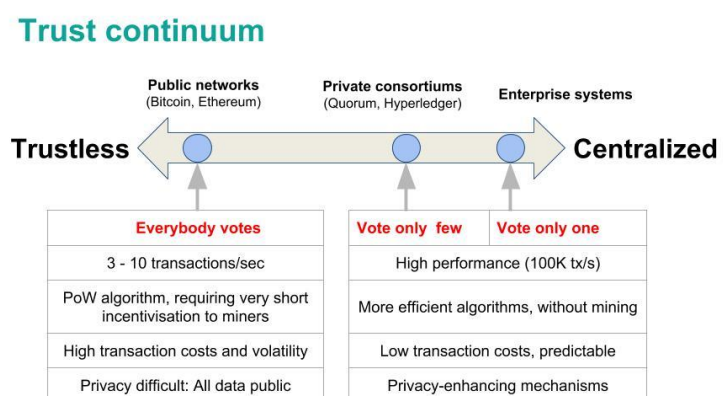 Trust continuum
Public networks
(Bitcoin, Ethereum)
Private consortiums
(Quorum, Hyperledger)
Enterprise systems
Trustless
Centralized
Everybody votes
3 - 10 transactions/sec
PoW algorithm, requiring very short
incentivisation to miners
High transaction costs and volatility
Privacy difficult: All data public
Vote only few
Vote only one
High performance (100K tx/s)
More efficient algorithms, without mining
Low transaction costs, predictable
Privacy-enhancing mechanisms